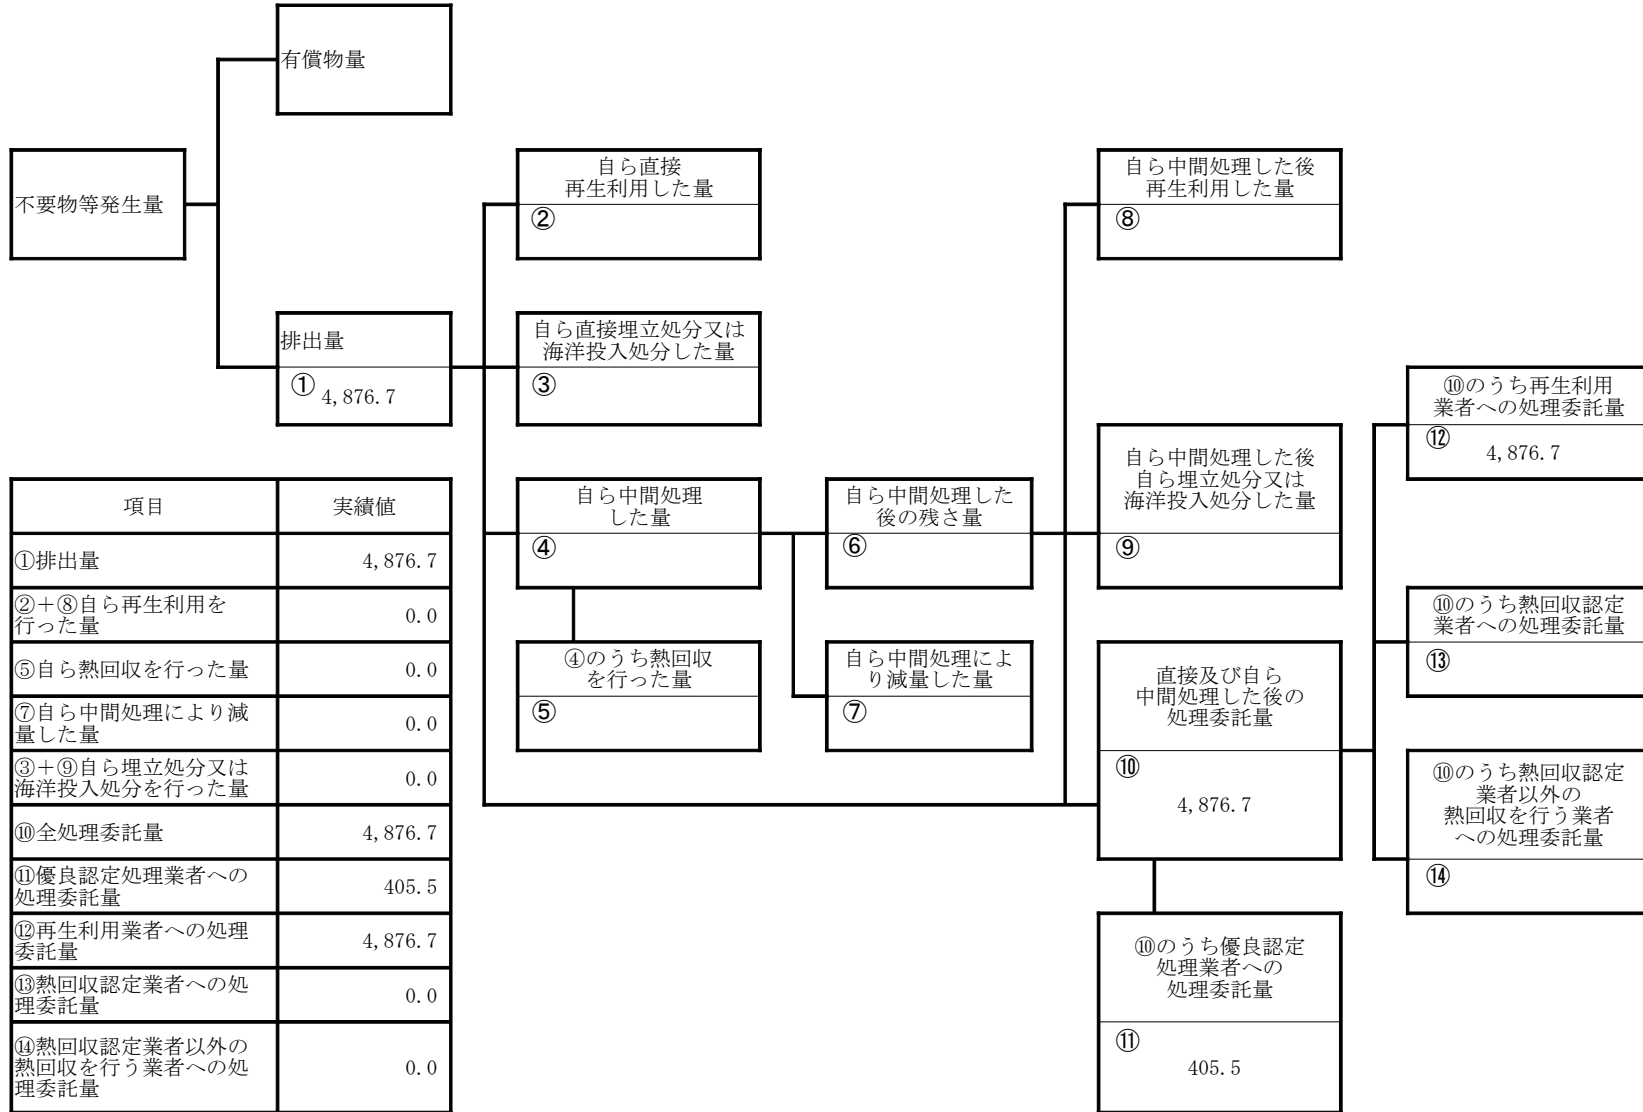 有償物量
不要物等発生量
自ら直接
再生利用した量
②
自ら中間処理した後
再生利用した量
⑧
排出量
① 4,876.7
自ら直接埋立処分又は
海洋投入処分した量
③
⑩のうち再生利用
業者への処理委託量
⑫ 4,876.7
自ら中間処理した後
自ら埋立処分又は
海洋投入処分した量
⑨
自ら中間処理
した量
④
自ら中間処理した
後の残さ量
⑥
⑩のうち熱回収認定
業者への処理委託量
⑬
④のうち熱回収
を行った量
⑤
自ら中間処理によ
り減量した量
⑦
直接及び自ら
中間処理した後の
処理委託量
⑩
4,876.7
⑩のうち熱回収認定
業者以外の
熱回収を行う業者
への処理委託量
⑭
⑩のうち優良認定
処理業者への
処理委託量
⑪
405.5
項目 実績値
①排出量 4,876.7
②＋⑧自ら再生利用を
行った量 0.0
⑤自ら熱回収を行った量 0.0
⑦自ら中間処理により減
量した量 0.0
③＋⑨自ら埋立処分又は
海洋投入処分を行った量 0.0
⑩全処理委託量 4,876.7
⑪優良認定処理業者への
処理委託量 405.5
⑫再生利用業者への処理
委託量 4,876.7
⑬熱回収認定業者への処
理委託量 0.0
⑭熱回収認定業者以外の
熱回収を行う業者への処
理委託量 0.0